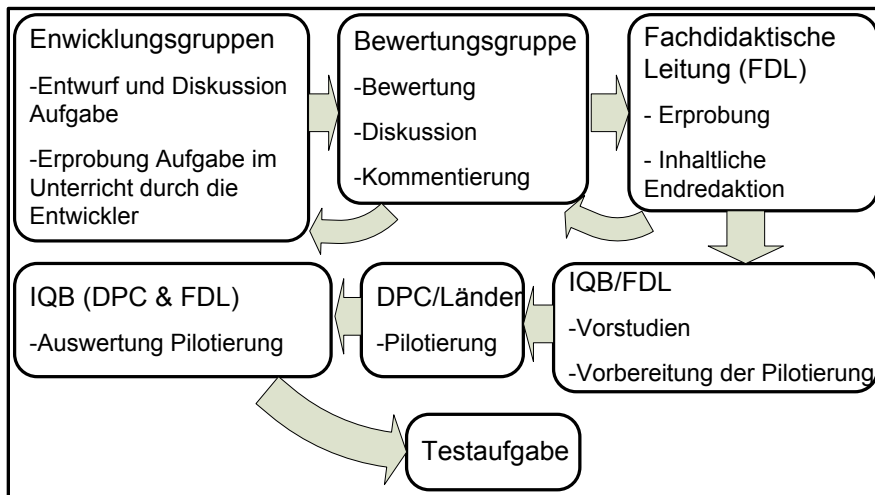 Enwicklungsgruppen
-Entwurf und Diskussion
Aufgabe
-Erprobung Aufgabe im
Unterricht durch die
Entwickler
Bewertungsgruppe
-Bewertung
-Diskussion
-Kommentierung
Fachdidaktische
Leitung (FDL)
- Erprobung
- Inhaltliche
Endredaktion
IQB/FDL
-Vorstudien
-Vorbereitung der Pilotierung
DPC/Länder
-Pilotierung
IQB (DPC & FDL)
-Auswertung Pilotierung
Testaufgabe